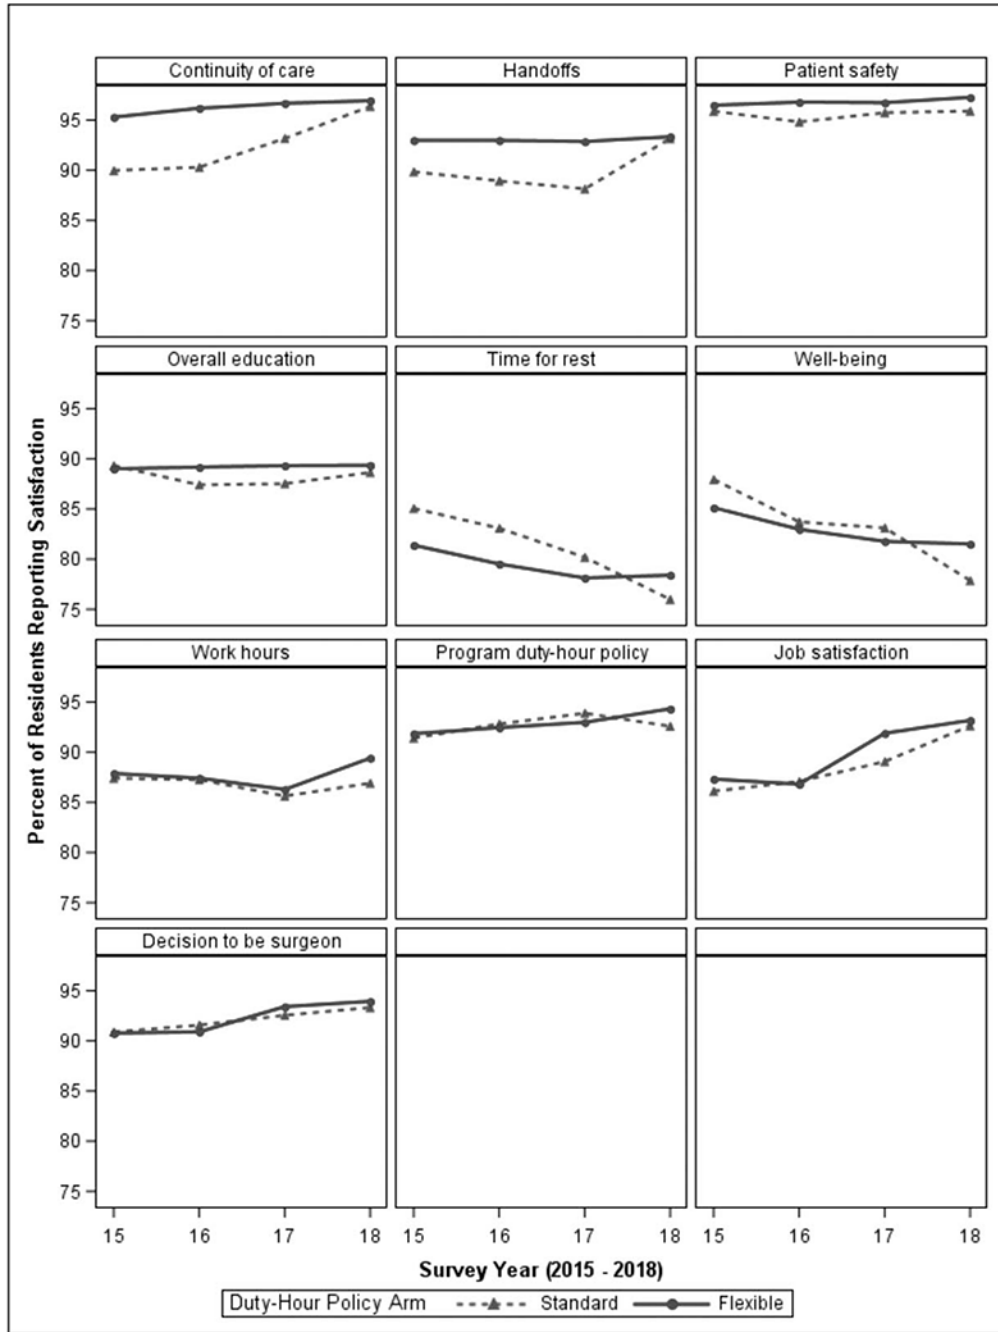 Continuity of care Handoffs Patient safety
95
90
85
80
75
Overall education Time for rest Well-being
95
90
85
80
75
Percent of Residents Reporting Satisfaction
Work hours Program duty-hour policy Job satisfaction
95
90
85
80
75
Decision to be surgeon
95
90
85
80
75
15 16 17 18 15 16 17 18 15 16 17 18
Survey Year (2015 - 2018)
Duty-Hour Policy Arm Standard Flexible